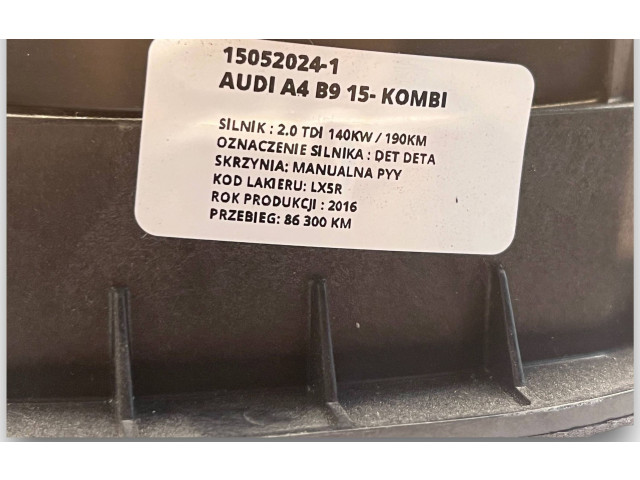 15052024-1
AUDI A4 B9 15- KOMBI
SILNIK : 2.0 TDI 140KW / 190KM
OZNACZENIE SILNIKA : DET DETA
SKRZYNIA: MANUALNA PYY
KOD LAKIERU: LX5R
ROK PRODUKCJI : 2016
PRZEBIEG: 86 300 KM